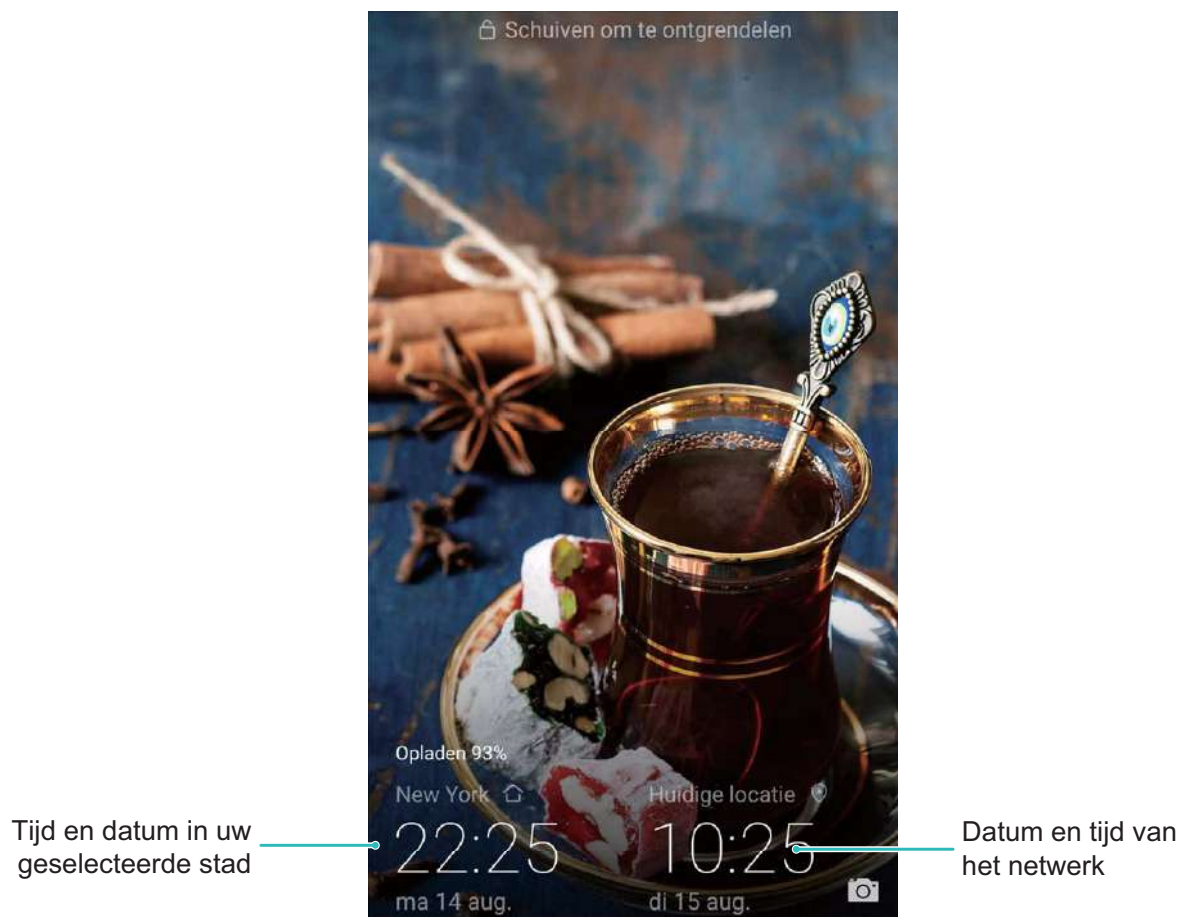 Schuiven om te ontgrendelen
Opladen 93%
New York
Huidige locatie
22:25
10:25
ma 14 aug.
di 15 aug.
Tijd en datum in uw
geselecteerde stad
Datum en tijd van
het netwerk